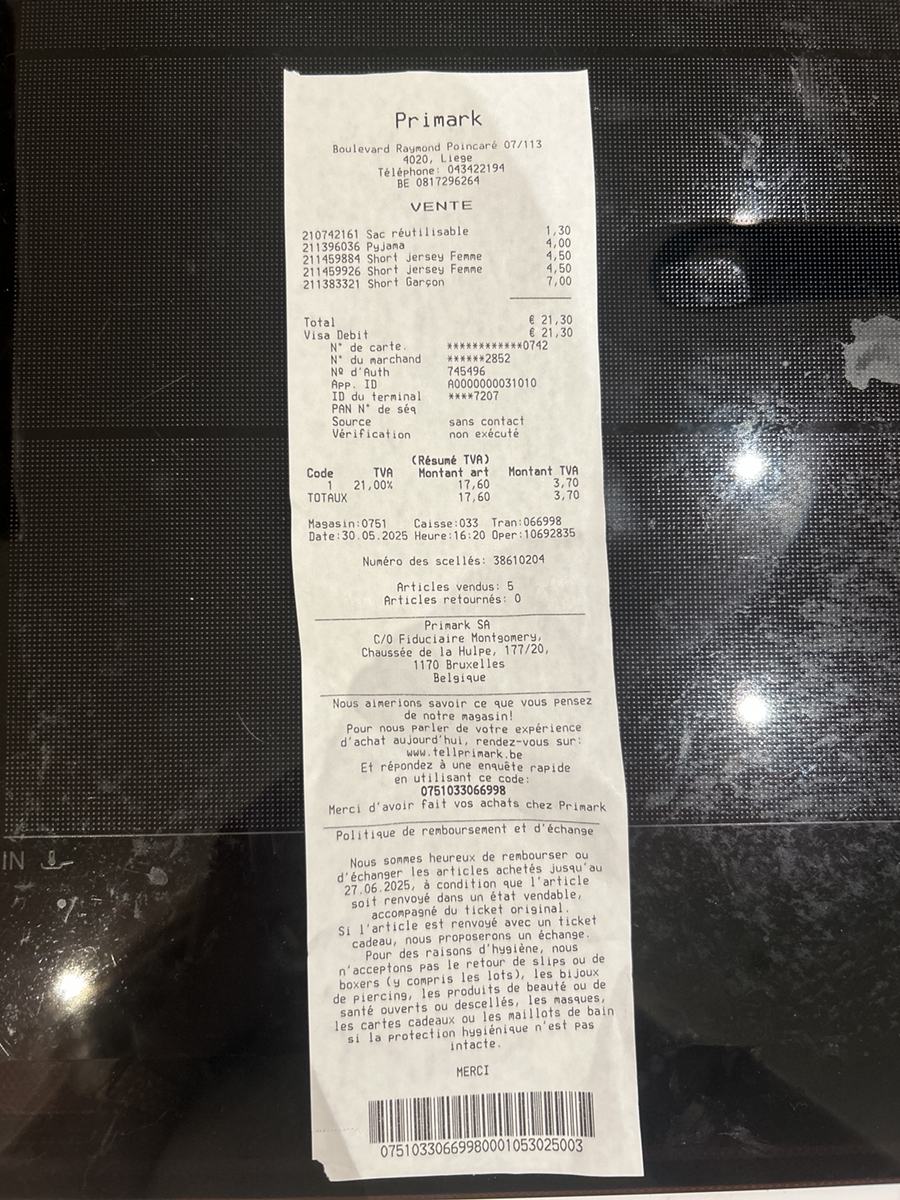 Primark
Boulevard Raymond Poincaré 07/113
4020, Liege
Téléphone: 043422194
BE 0817296264
VENTE
210742161 Sac réutilisable 1,30
211396036 Pyjama 4,00
211459884 Short Jersey Femme 4,50
211459926 Short Jersey Femme 4,50
211383321 Short Garçon 7,00
Total € 21,30
Visa Debit € 21,30
N° de carte. ************0742
N° du marchand ******2852
Nº d'Auth 745496
App. ID A0000000031010
ID du terminal ****7207
PAN N° de séq
Source sans contact
Vérification non exécuté
(Résumé TVA)
Code TVA Montant art Montant TVA
1 21,00% 17,60 3,70
TOTAUX 17,60 3,70
Magasin:0751 Caisse:033 Tran:066998
Date:30.05.2025 Heure:16:20 Oper:10692835
Numéro des scellés: 38610204
Articles vendus: 5
Articles retournés: 0
Primark SA
C/O Fiduciaire Montgomery,
Chaussée de la Hulpe, 177/20,
1170 Bruxelles
Belgique
Nous aimerions savoir ce que vous pensez
de notre magasin!
Pour nous parler de votre expérience
d'achat aujourd'hui, rendez-vous sur:
www.tellprimark.be
Et répondez à une enquête rapide
en utilisant ce code:
0751033066998
Merci d'avoir fait vos achats chez Primark
Politique de remboursement et d'échange
Nous sommes heureux de rembourser ou
d'échanger les articles achetés jusqu'au
27.06.2025, à condition que l'article
soit renvoyé dans un état vendable,
accompagné du ticket original.
Si l'article est renvoyé avec un ticket
cadeau, nous proposerons un échange.
Pour des raisons d'hygiène, nous
n'acceptons pas le retour de slips ou de
boxers (y compris les lots), les bijoux
de piercing, les produits de beauté ou de
santé ouverts ou descellés, les masques,
les cartes cadeaux ou les maillots de bain
si la protection hygiénique n'est pas
intacte.
MERCI
07510330669980001053025003
IN